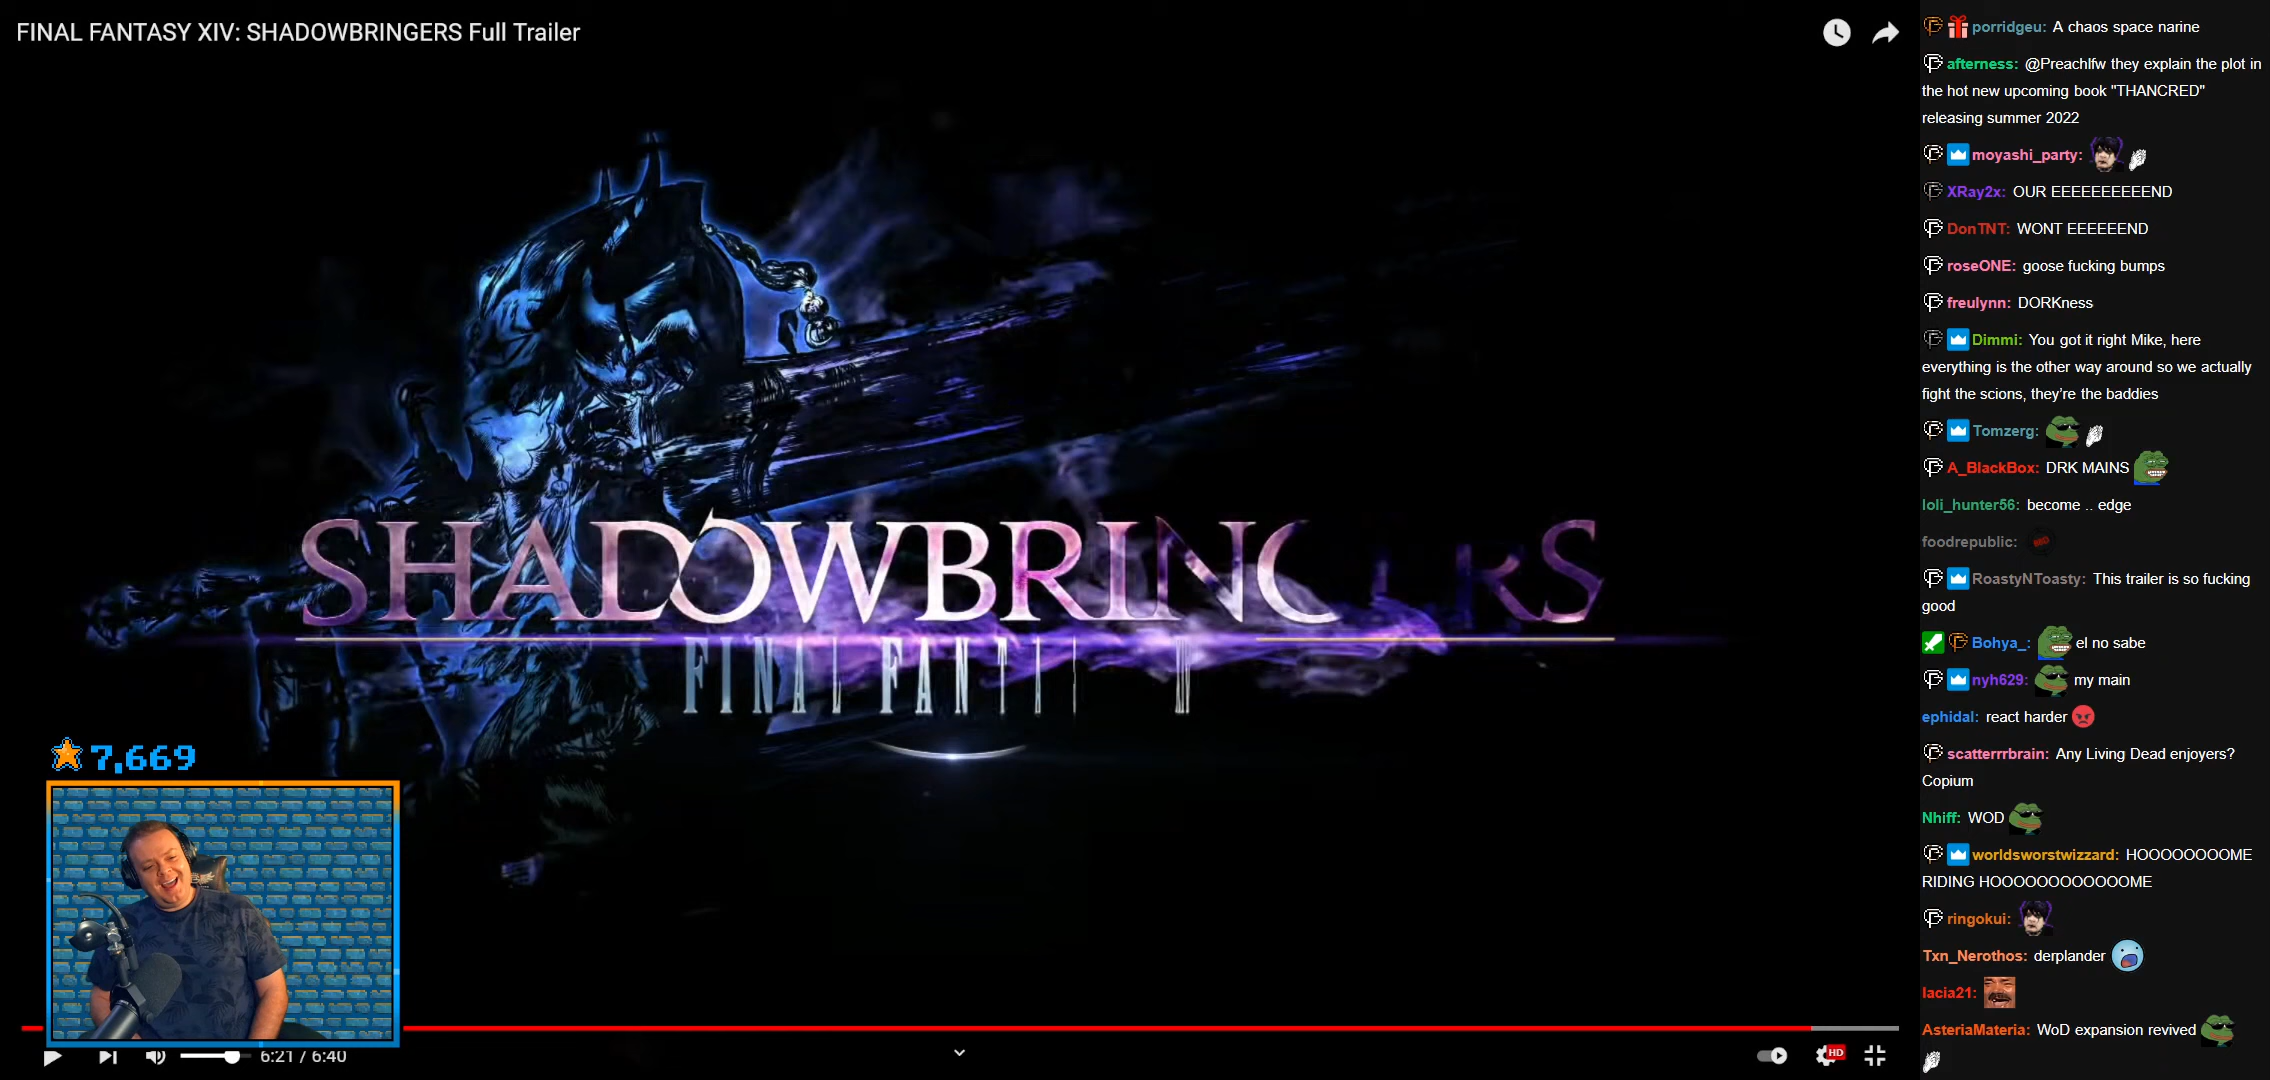 FINAL FANTASY XIV: SHADOWBRINGERS Full Trailer
SHADOWBRINGERS
FINAL FANTA
7,669
6:21 / 6:40
HD
porridgeu: A chaos space narine
afterness: @Preachlfw they explain the plot in
the hot new upcoming book "THANCRED"
releasing summer 2022
moyashi_party:
XRay2x: OUR EEEEEEEEEEND
DonTNT: WONT EEEEEEND
roseONE: goose fucking bumps
freulynn: DORKness
Dimmi: You got it right Mike, here
everything is the other way around so we actually
fight the scions, they're the baddies
Tomzerg:
A_BlackBox: DRK MAINS
loli_hunter56: become .. edge
foodrepublic:
RoastyNToasty: This trailer is so fucking
good
Bohya_: el no sabe
nyh629: my main
ephidal: react harder
scatterrrbrain: Any Living Dead enjoyers?
Copium
Nhiff: WOD
worldsworstwizzard: HOOOOOOOOME
RIDING HOOOOOOOOOOOOME
ringokui:
Txn_Nerothos: derplander
lacia21:
AsteriaMateria: WoD expansion revived